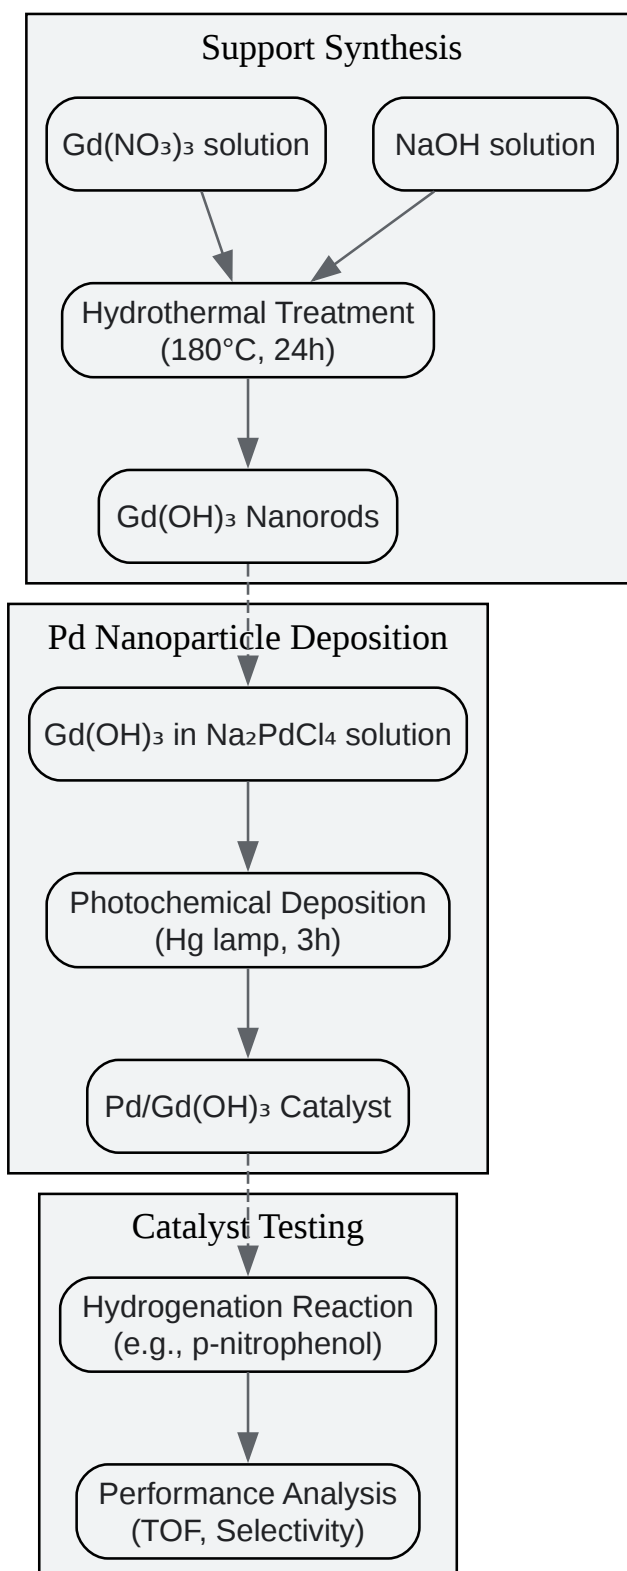 Support Synthesis
Gd(NO₃)₃ solution
NaOH solution
Hydrothermal Treatment
(180°C, 24h)
Gd(OH)₃ Nanorods
Pd Nanoparticle Deposition
Gd(OH)₃ in Na₂PdCl₄ solution
Photochemical Deposition
(Hg lamp, 3h)
Pd/Gd(OH)₃ Catalyst
Catalyst Testing
Hydrogenation Reaction
(e.g., p-nitrophenol)
Performance Analysis
(TOF, Selectivity)